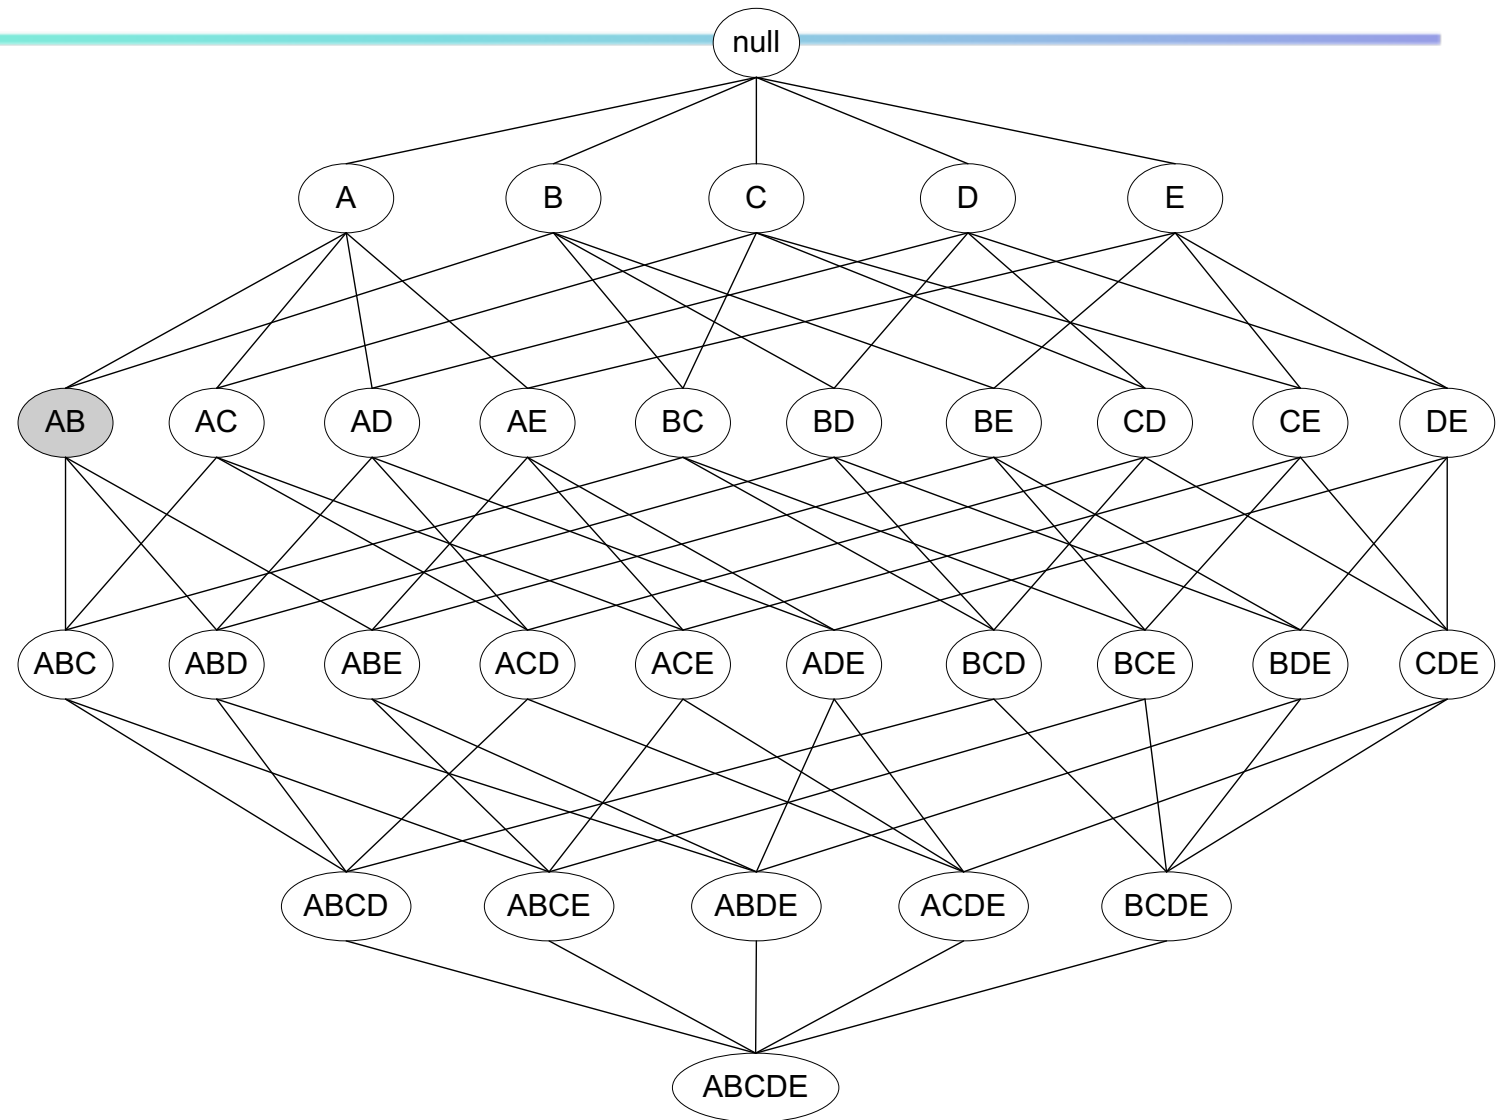 null
A B C D E
AB AC AD AE BC BD BE CD CE DE
ABC ABD ABE ACD ACE ADE BCD BCE BDE CDE
ABCD ABCE ABDE ACDE BCDE
ABCDE